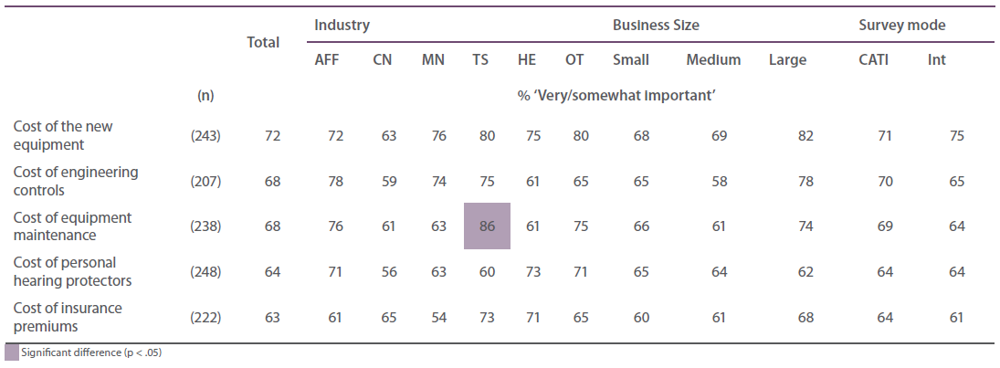 Industry Business Size Survey mode
Total
AFF CN MN TS HE OT Small Medium Large CATI Int
(n) % ‘Very/somewhat important’
Cost of the new
equipment (243) 72 72 63 76 80 75 80 68 69 82 71 75
Cost of engineering
controls (207) 68 78 59 74 75 61 65 65 58 78 70 65
Cost of equipment
maintenance (238) 68 76 61 63 86 61 75 66 61 74 69 64
Cost of personal
hearing protectors (248) 64 71 56 63 60 73 71 65 64 62 64 64
Cost of insurance
premiums (222) 63 61 65 54 73 71 65 60 61 68 64 61
Significant difference (p < .05)